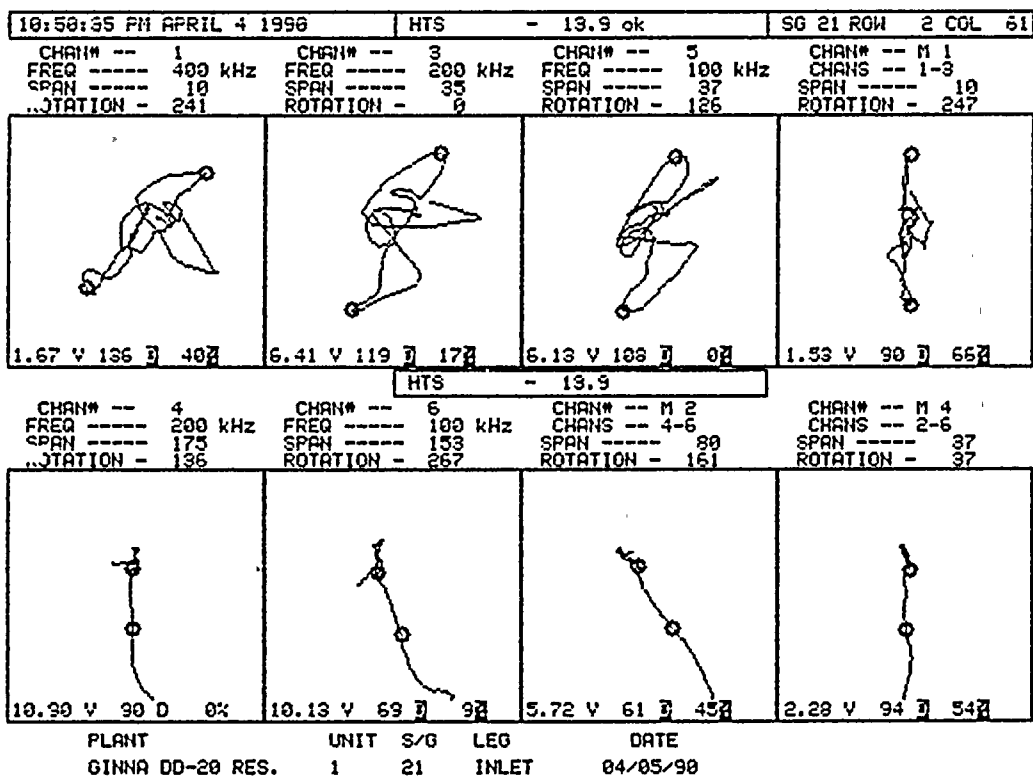 10:50:35 PM APRIL 4 1990 HTS - 13.9 ok SG 21 ROW 2 COL 61
CHAN# -- 1 CHAN# -- 3 CHAN# -- 5 CHAN# -- M 1
FREQ ----- 400 kHz FREQ ----- 200 kHz FREQ ----- 100 kHz CHANS -- 1-3
SPAN ----- 10 SPAN ----- 35 SPAN ----- 37 SPAN ----- 10
ROTATION - 241 ROTATION - 0 ROTATION - 126 ROTATION - 247
1.67 V 136 D 40% 6.41 V 119 D 17% 6.13 V 108 D 0% 1.53 V 90 D 66%
HTS - 13.9
CHAN# -- 4 CHAN# -- 6 CHAN# -- M 2 CHAN# -- M 4
FREQ ----- 200 kHz FREQ ----- 100 kHz CHANS -- 4-6 CHANS -- 2-6
SPAN ----- 175 SPAN ----- 153 SPAN ----- 80 SPAN ----- 37
ROTATION - 136 ROTATION - 267 ROTATION - 161 ROTATION - 37
10.90 V 90 D 0% 10.13 V 69 D 9% 5.72 V 61 D 45% 2.28 V 94 D 54%
PLANT UNIT S/G LEG DATE
GINNA DD-20 RES. 1 21 INLET 04/05/90